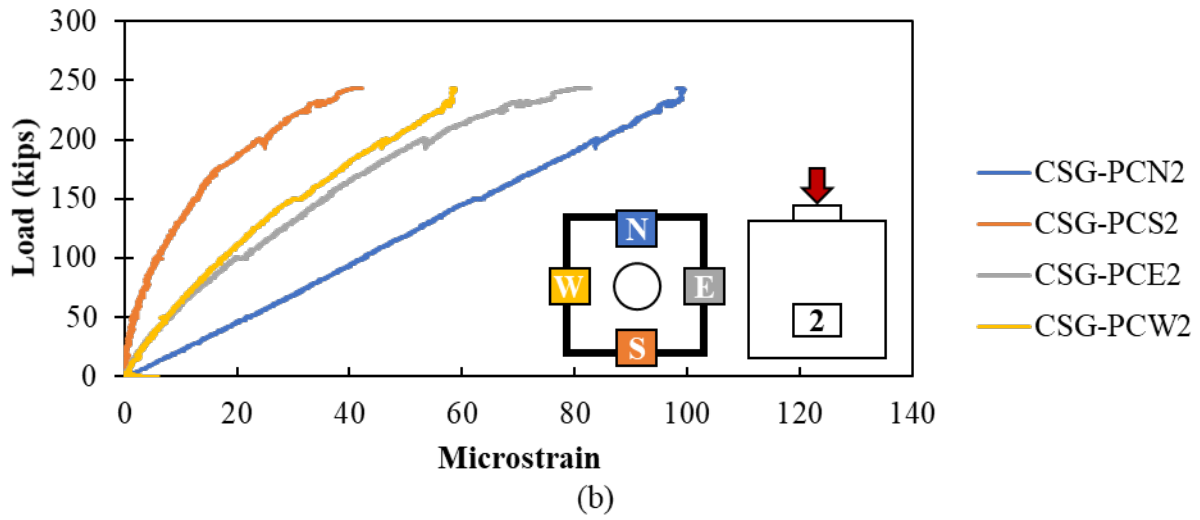 300
250
200
150
100
50
0
Load (kips)
0 20 40 60 80 100 120 140
Microstrain
(b)
N
W E
S
2
CSG-PCN2
CSG-PCS2
CSG-PCE2
CSG-PCW2